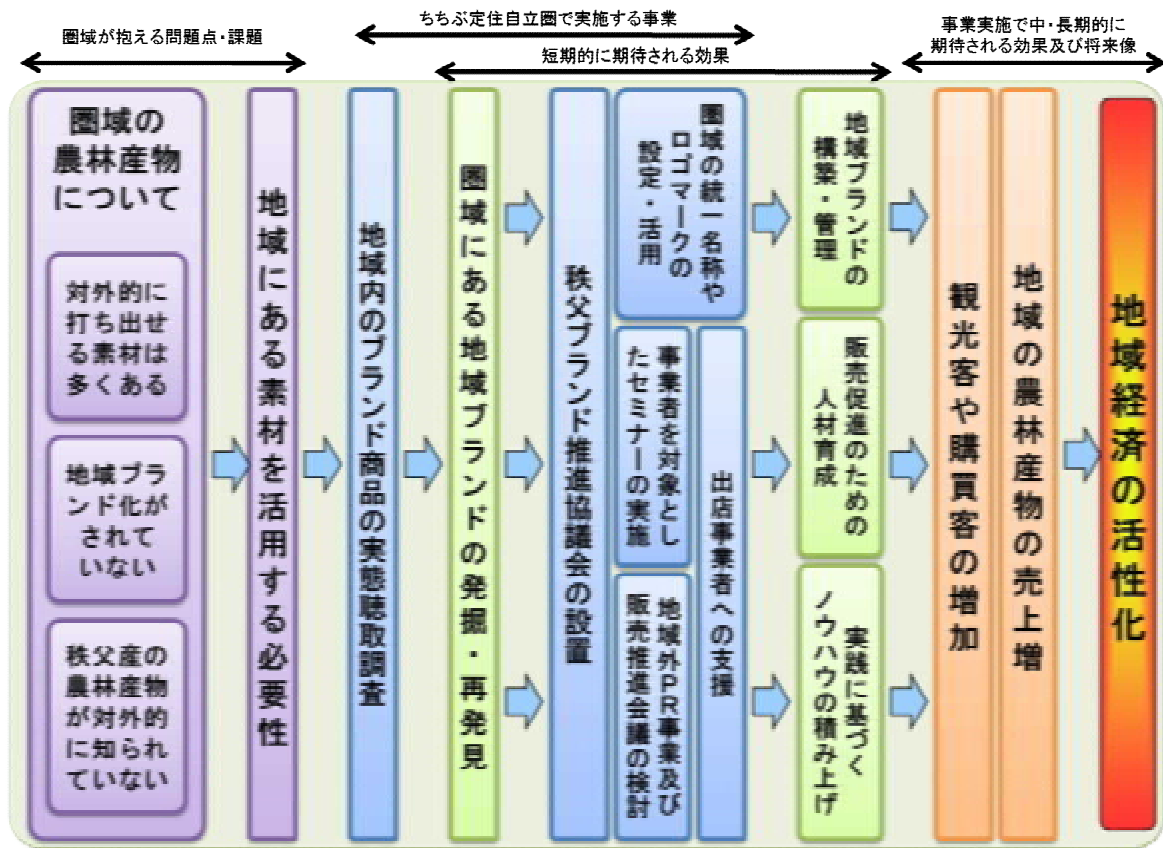 圏域が抱える問題点・課題
ちちぶ定住自立圏で実施する事業
短期的に期待される効果
事業実施で中・長期的に
期待される効果及び将来像
圏域の
農林産物
について
対外的に
打ち出せ
る素材は
多くある
地域ブラ
ンド化が
されて
いない
秩父産の
農林産物
が対外的
に知られ
ていない
地域にある素材を活用する必要性
地域内のブランド商品の実態聴取調査
圏域にある地域ブランドの発掘・再発見
秩父ブランド推進協議会の設置
圏域の統一名称や
ロゴマークの
設定・活用
事業者を対象とし
たセミナーの実施
地域外PR事業及び
販売推進会議の検討
出店事業者への支援
地域ブランドの
構築・管理
販売促進のための
人材育成
実践に基づく
ノウハウの積み上げ
観光客や購買客の増加
地域の農林産物の売上増
地域経済の活性化